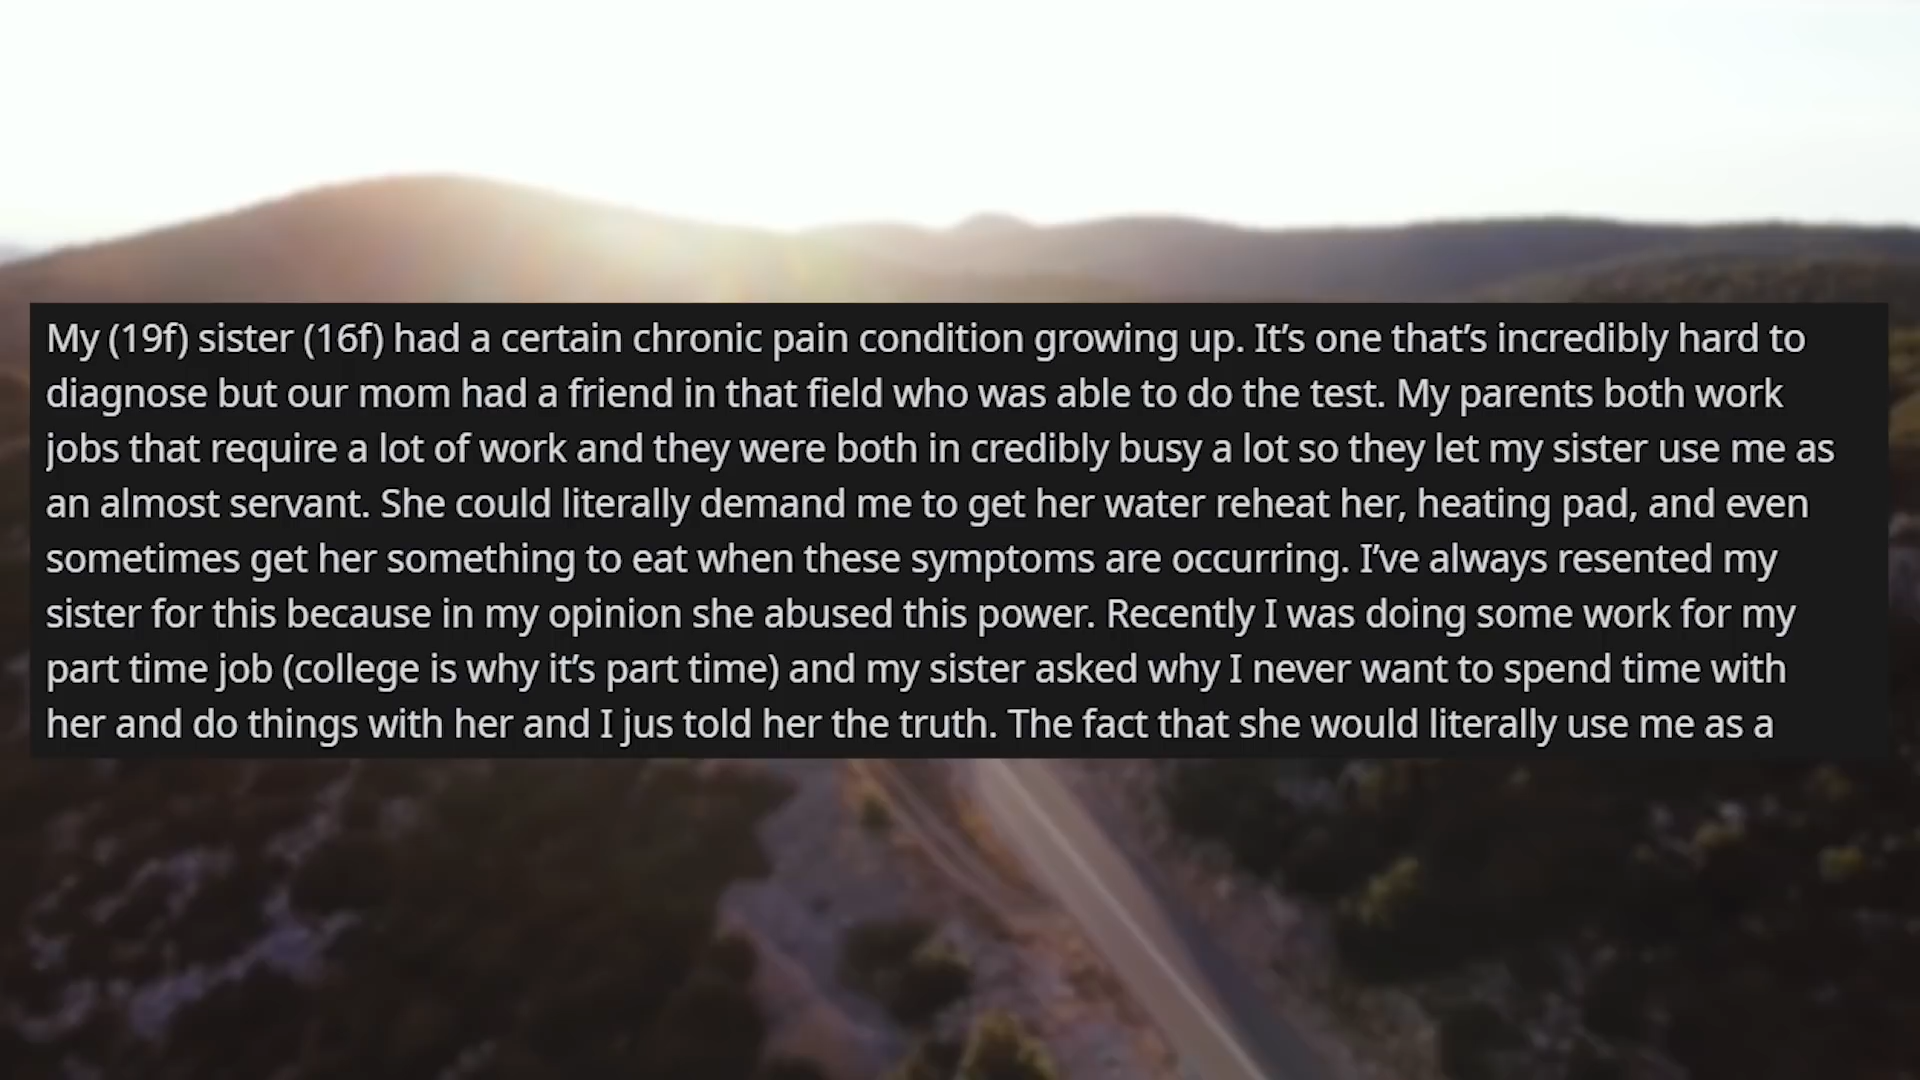 My (19f) sister (16f) had a certain chronic pain condition growing up. It’s one that’s incredibly hard to
diagnose but our mom had a friend in that field who was able to do the test. My parents both work
jobs that require a lot of work and they were both in credibly busy a lot so they let my sister use me as
an almost servant. She could literally demand me to get her water reheat her, heating pad, and even
sometimes get her something to eat when these symptoms are occurring. I’ve always resented my
sister for this because in my opinion she abused this power. Recently I was doing some work for my
part time job (college is why it’s part time) and my sister asked why I never want to spend time with
her and do things with her and I jus told her the truth. The fact that she would literally use me as a